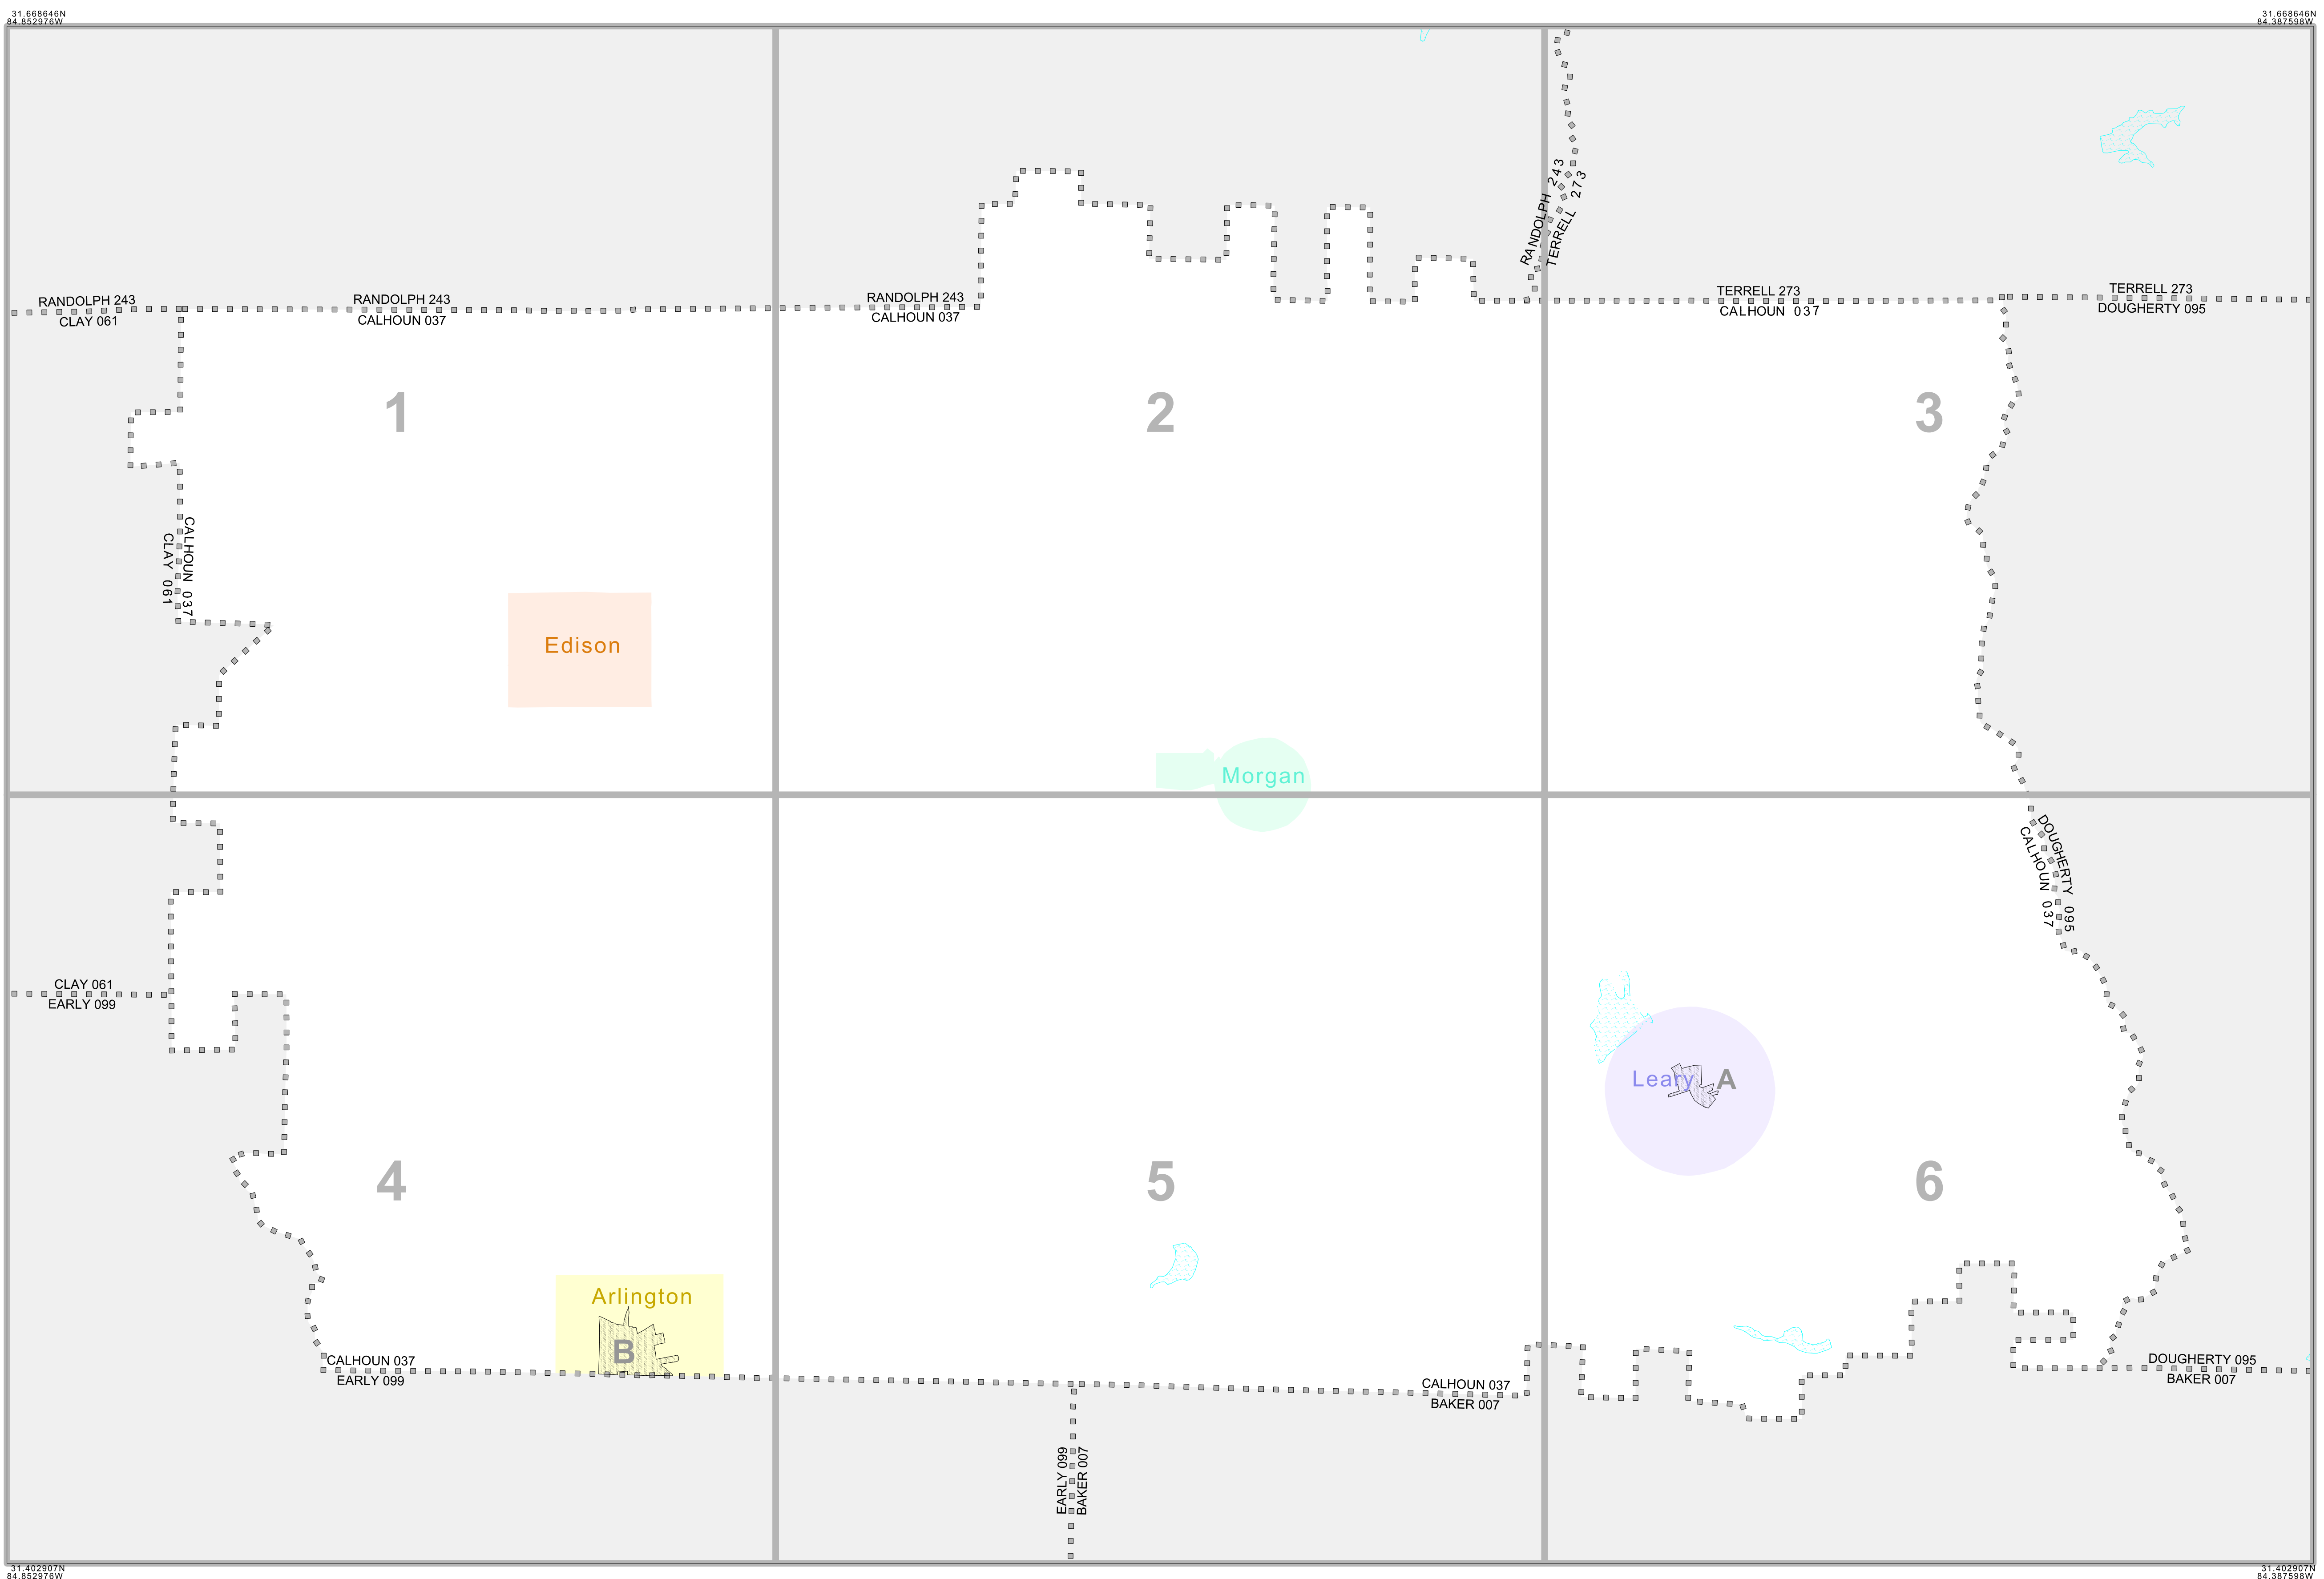 31.668646N
84.852976W
31.668646N
84.387598W
RANDOLPH 243
TERRELL 273
RANDOLPH 243
CLAY 061
RANDOLPH 243
CALHOUN 037
RANDOLPH 243
CALHOUN 037
TERRELL 273
CALHOUN 037
TERRELL 273
DOUGHERTY 095
1
2
3
CLAY 061
CALHOUN 037
Edison
Morgan
DOUGHERTY 095
CALHOUN 037
CLAY 061
EARLY 099
Leary
A
4
5
6
Arlington
B
CALHOUN 037
EARLY 099
CALHOUN 037
BAKER 007
DOUGHERTY 095
BAKER 007
EARLY 099
BAKER 007
31.402907N
84.852976W
31.402907N
84.387598W